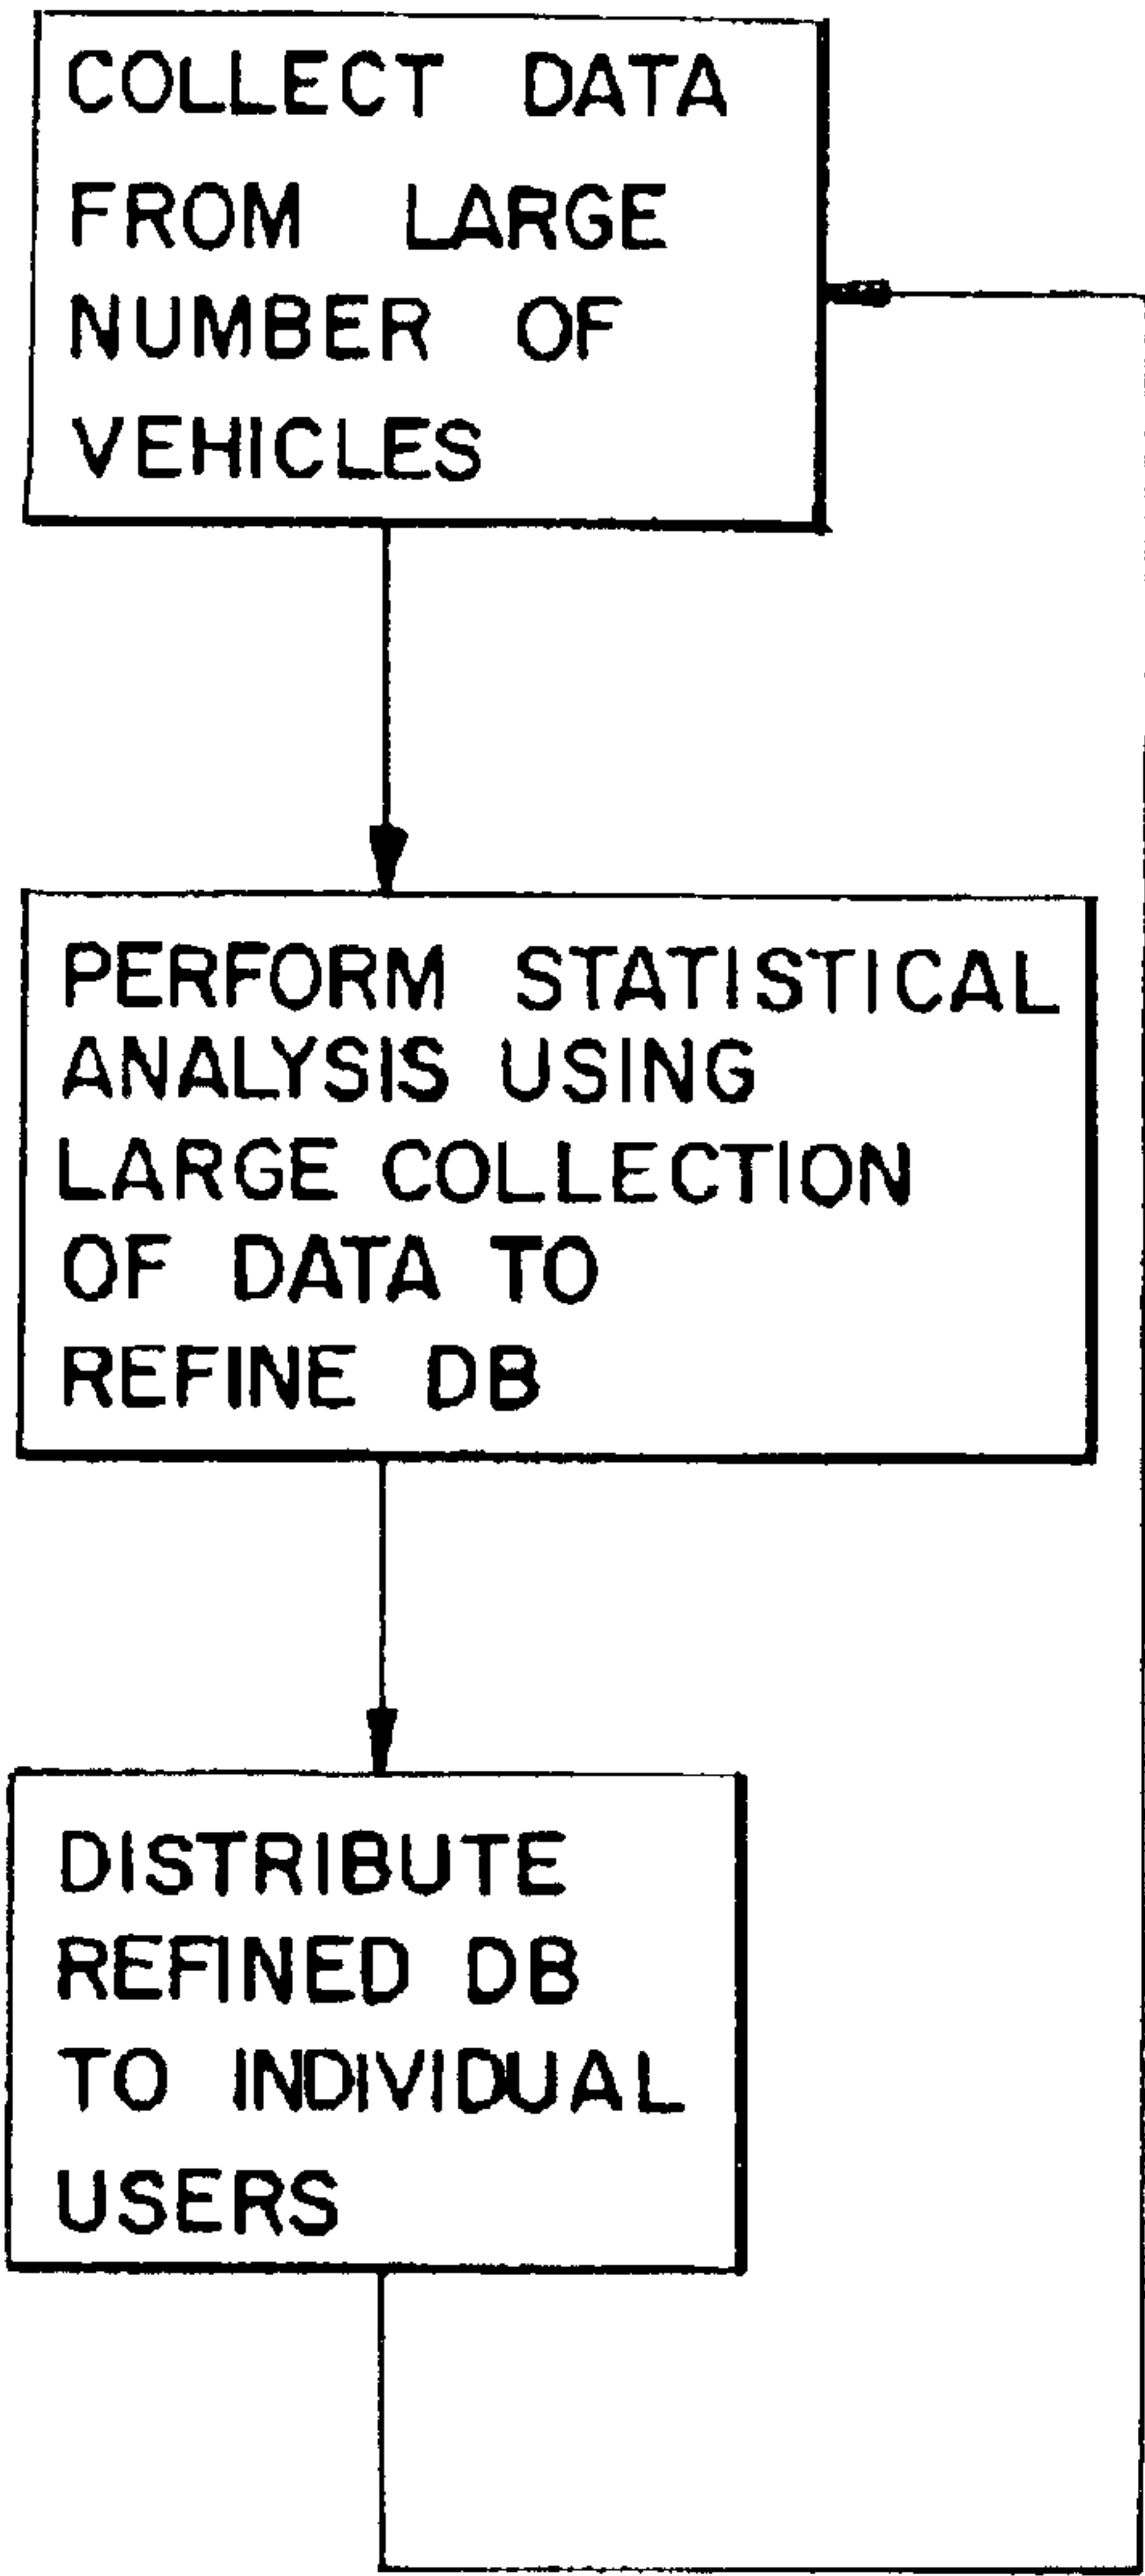 COLLECT DATA
FROM LARGE
NUMBER OF
VEHICLES
PERFORM STATISTICAL
ANALYSIS USING
LARGE COLLECTION
OF DATA TO
REFINE DB
DISTRIBUTE
REFINED DB
TO INDIVIDUAL
USERS